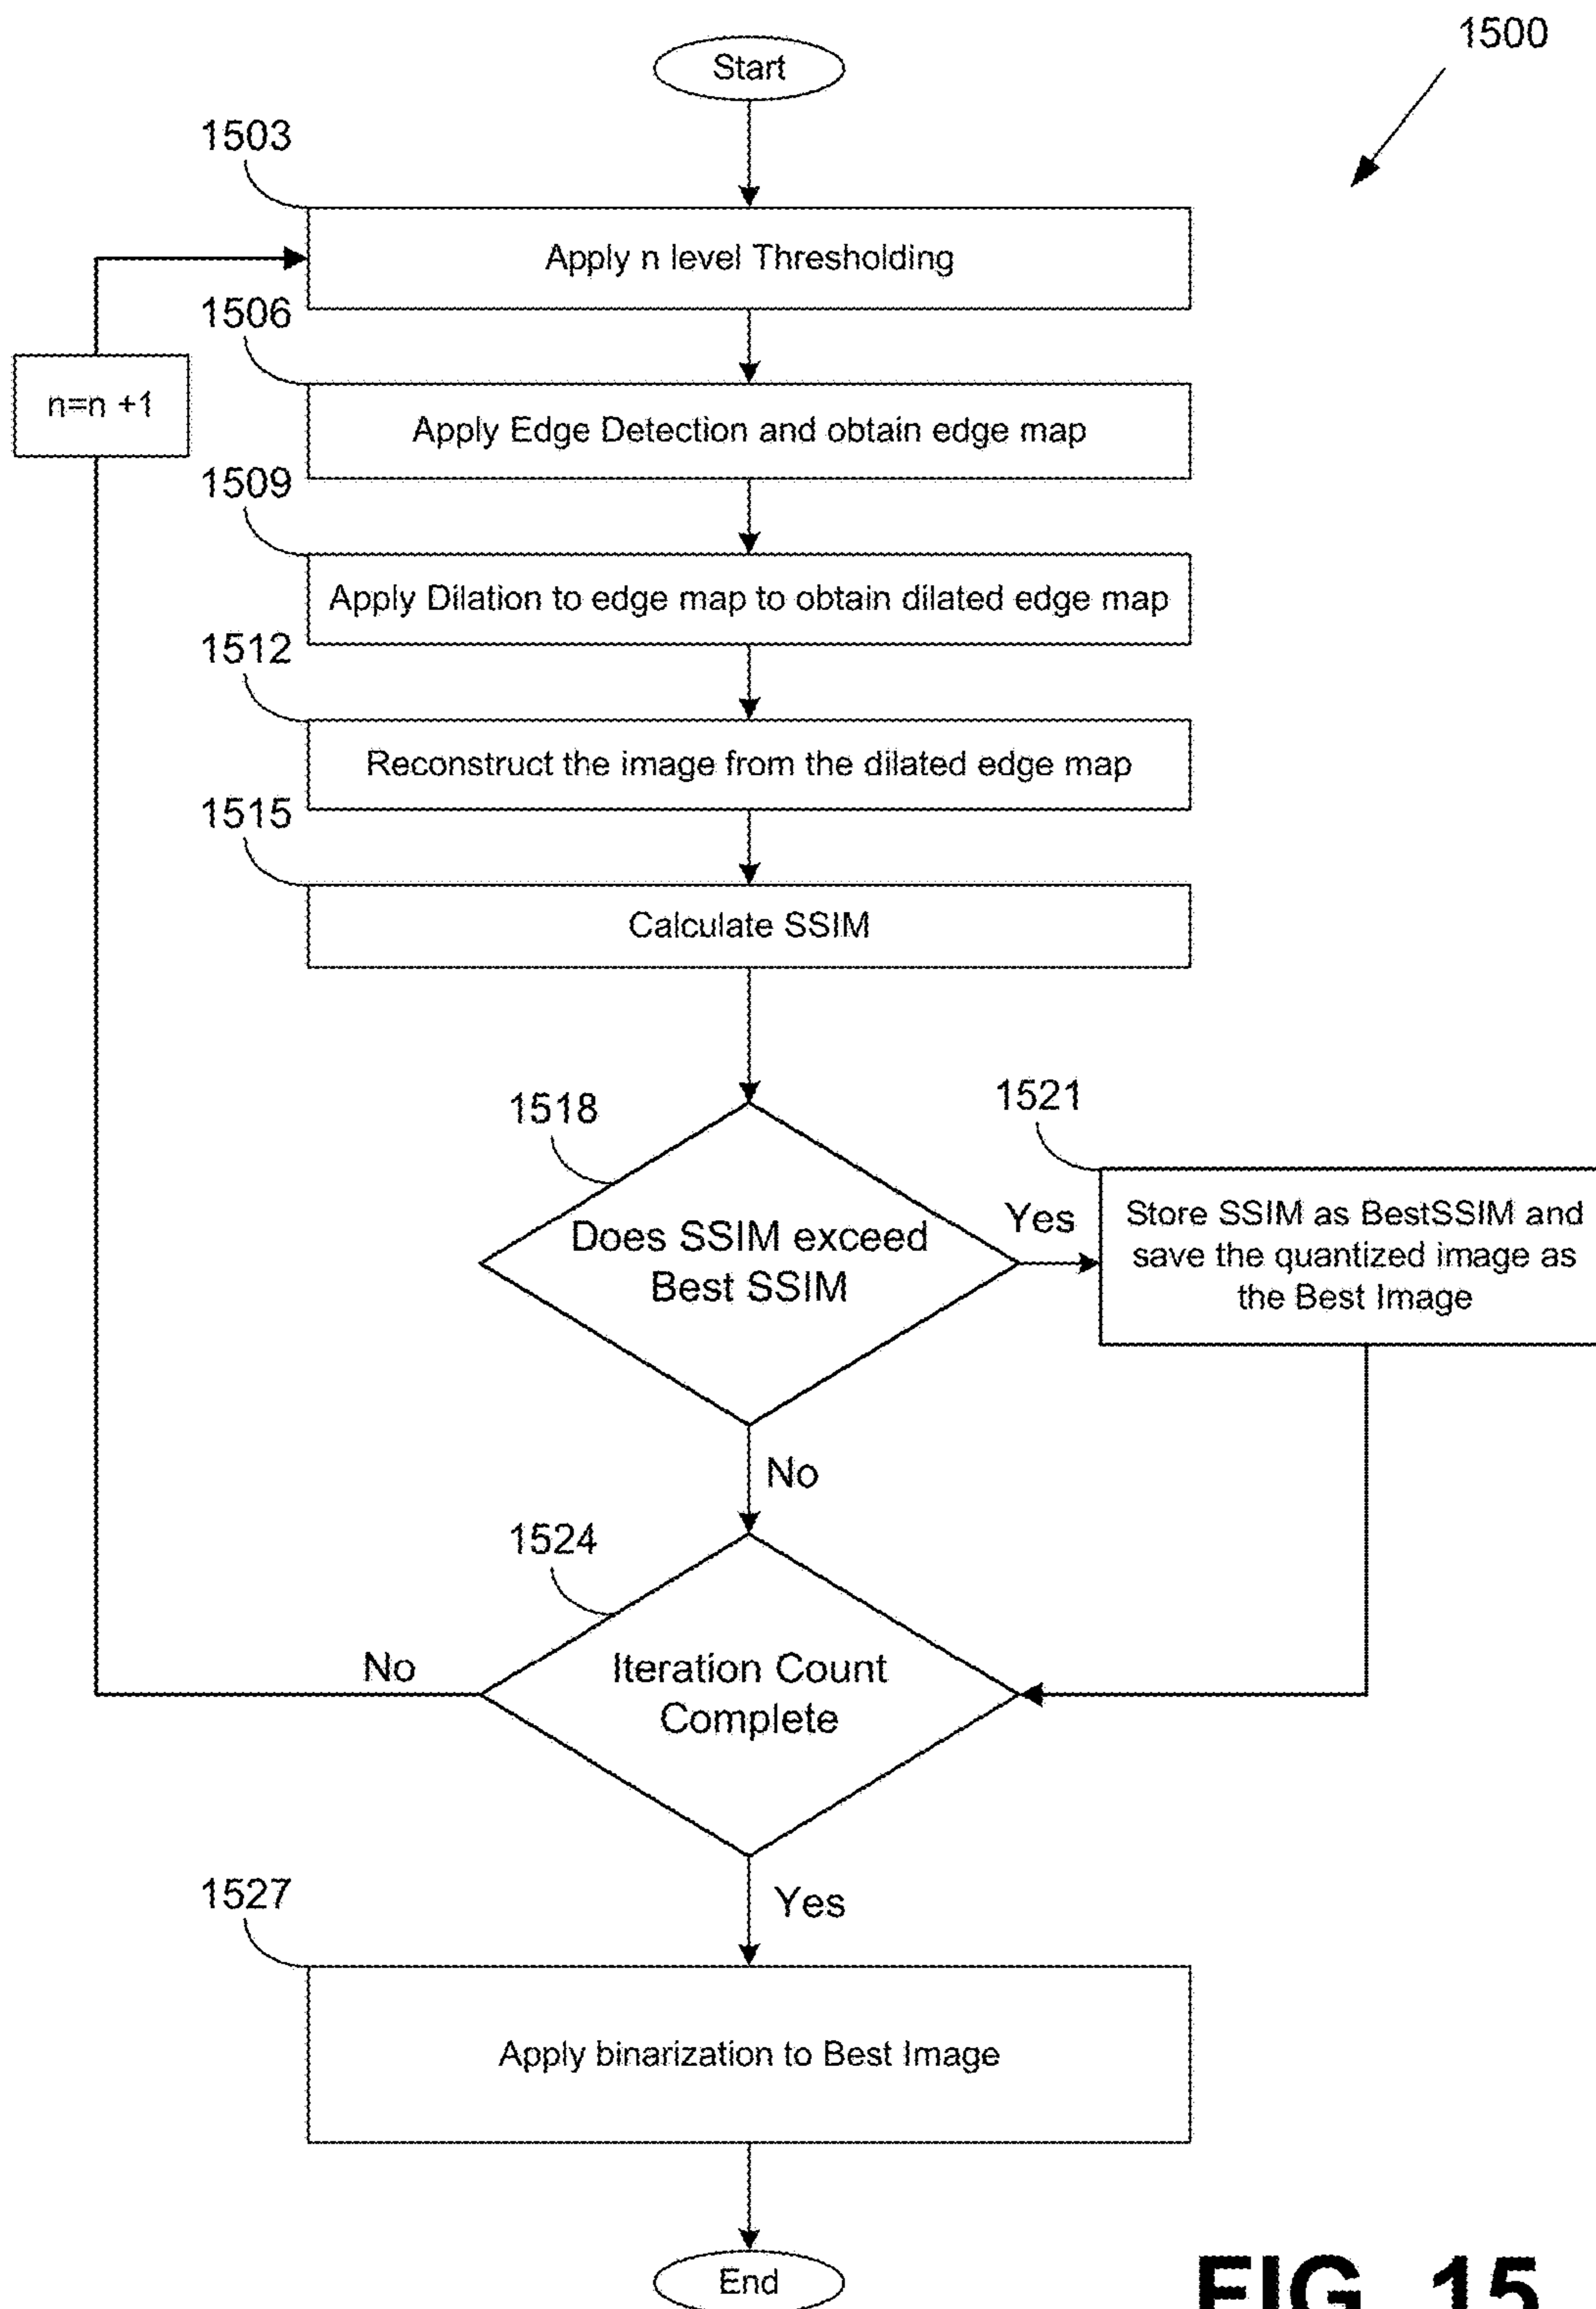 1500
Start
1503
Apply n level Thresholding
1506
n=n +1
Apply Edge Detection and obtain edge map
1509
Apply Dilation to edge map to obtain dilated edge map
1512
Reconstruct the image from the dilated edge map
1515
Calculate SSIM
1518
Does SSIM exceed
Best SSIM
Yes
1521
Store SSIM as BestSSIM and
save the quantized image as
the Best Image
No
1524
Iteration Count
Complete
No
Yes
1527
Apply binarization to Best Image
End
FIG. 15